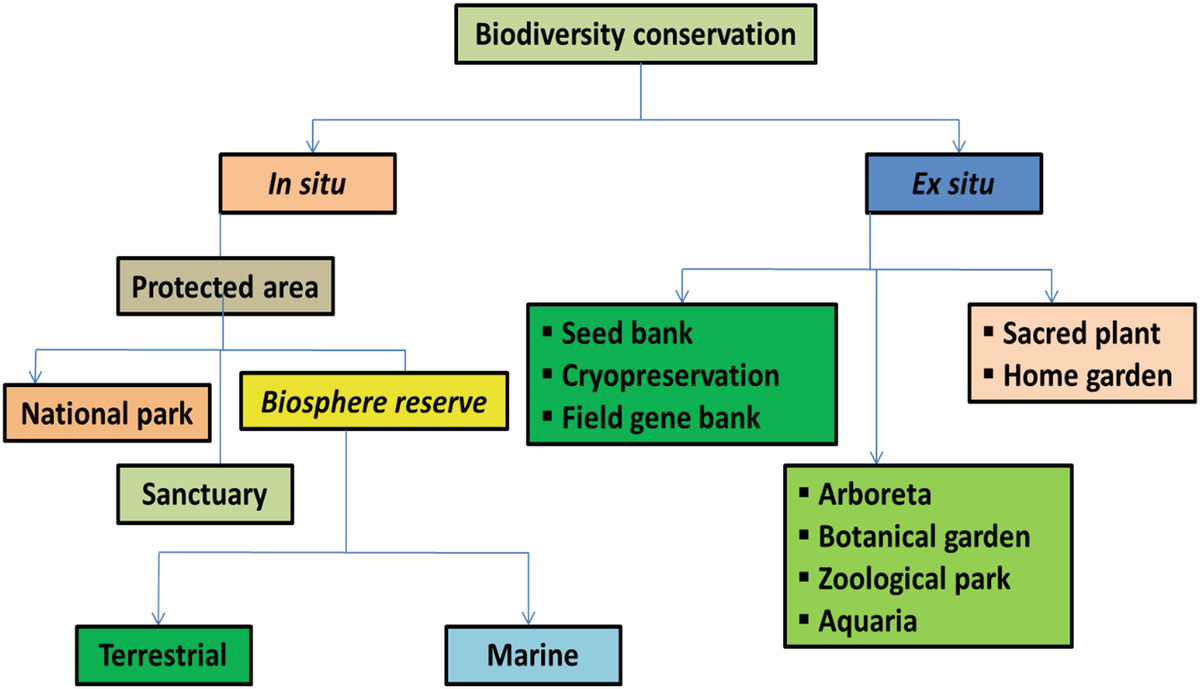 Biodiversity conservation
In situ
Ex situ
Protected area
National park
Biosphere reserve
Sanctuary
Terrestrial
Marine
▪ Seed bank
▪ Cryopreservation
▪ Field gene bank
▪ Sacred plant
▪ Home garden
▪ Arboreta
▪ Botanical garden
▪ Zoological park
▪ Aquaria